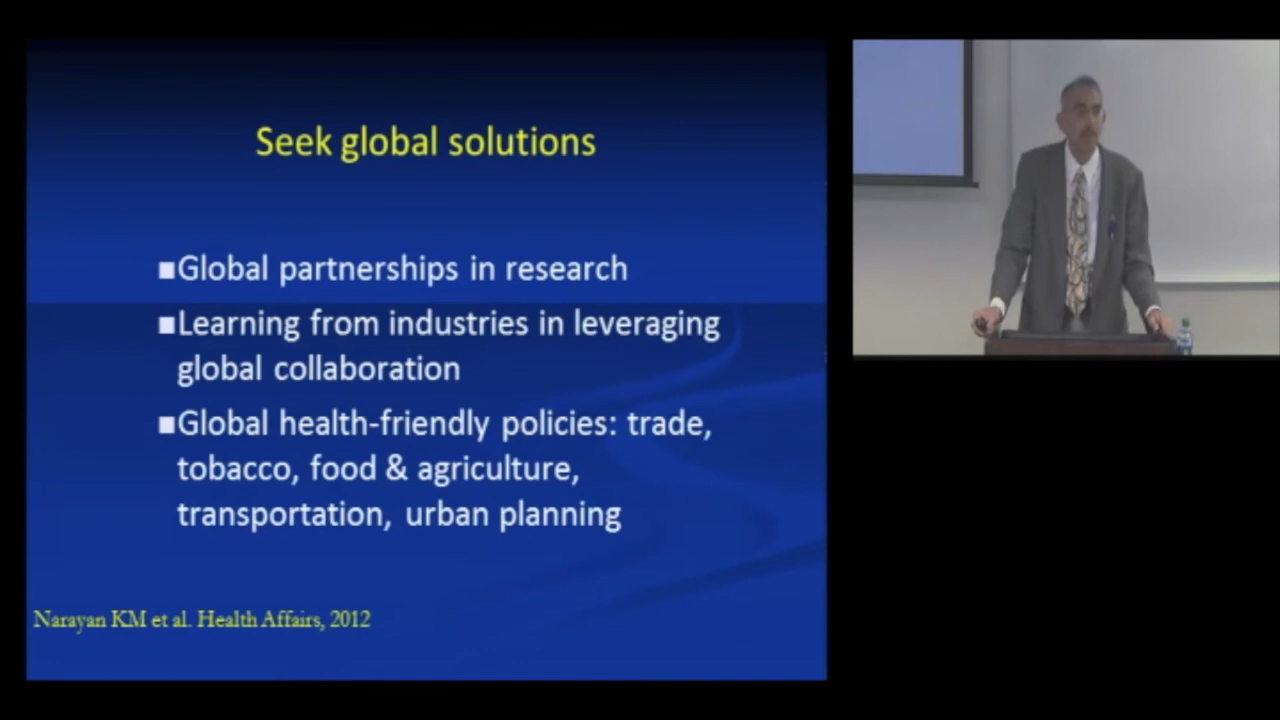 Seek global solutions
■Global partnerships in research
■Learning from industries in leveraging
global collaboration
■Global health-friendly policies: trade,
tobacco, food & agriculture,
transportation, urban planning
Narayan KM et al. Health Affairs, 2012